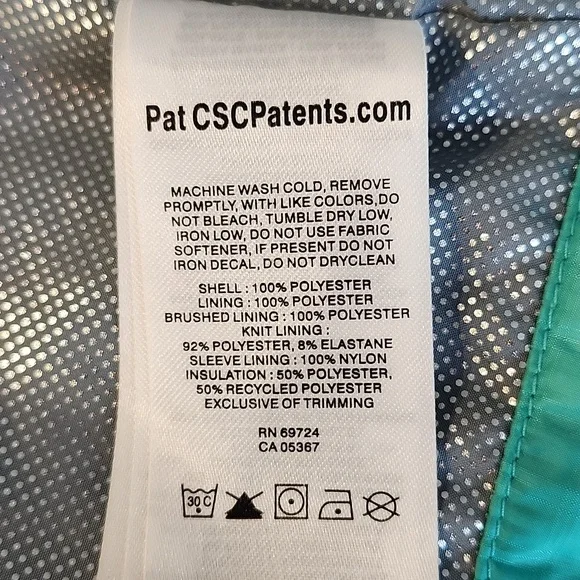 Pat CSCPatents.com
MACHINE WASH COLD, REMOVE
PROMPTLY, WITH LIKE COLORS,DO
NOT BLEACH, TUMBLE DRY LOW,
IRON LOW, DO NOT USE FABRIC
SOFTENER, IF PRESENT DO NOT
IRON DECAL, DO NOT DRYCLEAN
SHELL : 100% POLYESTER
LINING : 100% POLYESTER
BRUSHED LINING : 100% POLYESTER
KNIT LINING :
92% POLYESTER, 8% ELASTANE
SLEEVE LINING : 100% NYLON
INSULATION : 50% POLYESTER,
50% RECYCLED POLYESTER
EXCLUSIVE OF TRIMMING
RN 69724
CA 05367
30 C